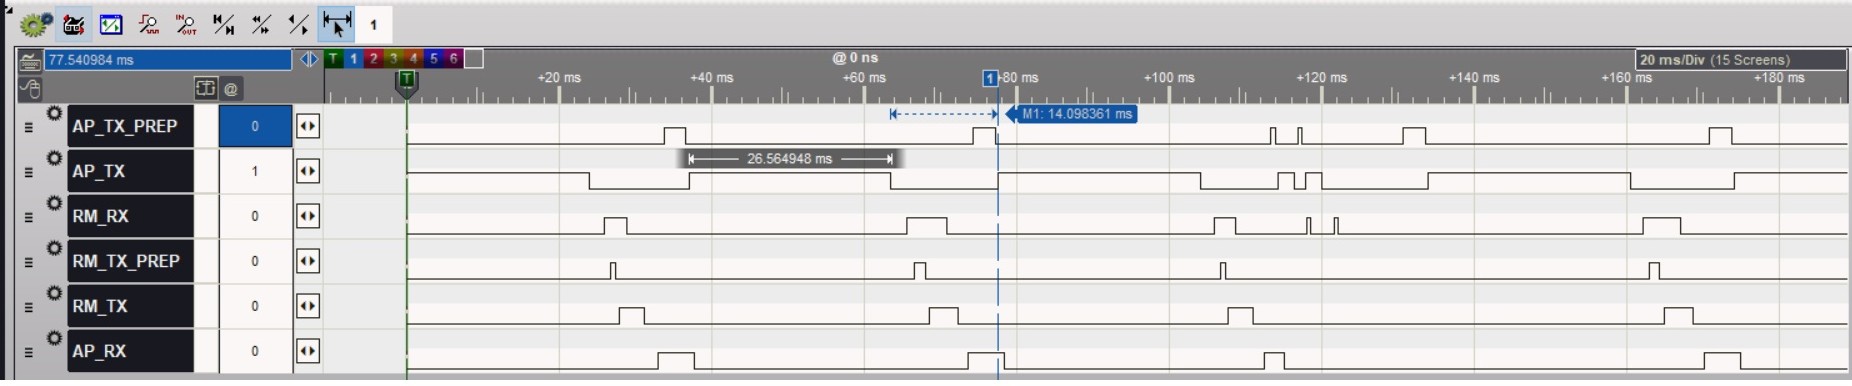 IN OUT
1
77.540984 ms
T 1 2 3 4 5 6
@ 0 ns
20 ms/Div (15 Screens)
@
T
+20 ms
+40 ms
+60 ms
1
+80 ms
+100 ms
+120 ms
+140 ms
+160 ms
+180 ms
AP_TX_PREP 0
M1: 14.098361 ms
AP_TX 1
26.564948 ms
RM_RX 0
RM_TX_PREP 0
RM_TX 0
AP_RX 0